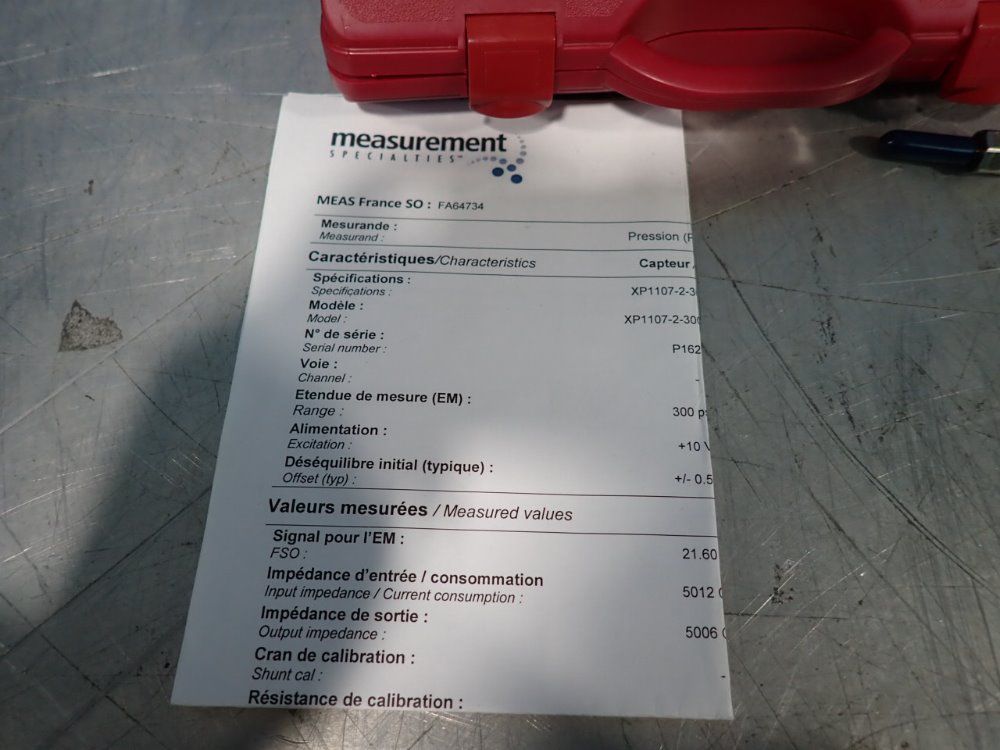 measurement
SPECIALTIES™
MEAS France SO : FA64734
Mesurande :
Measurand : Pression (P
Caractéristiques/Characteristics Capteur
Spécifications :
Specifications : XP1107-2-3
Modèle :
Model : XP1107-2-300
N° de série :
Serial number : P162
Voie :
Channel : -
Etendue de mesure (EM) :
Range : 300 p
Alimentation :
Excitation : +10 V
Déséquilibre initial (typique) :
Offset (typ) : +/- 0.5
Valeurs mesurées / Measured values
Signal pour l'EM :
FSO : 21.60
Impédance d'entrée / consommation
Input impedance / Current consumption : 5012
Impédance de sortie :
Output impedance : 5006
Cran de calibration :
Shunt cal : -
Résistance de calibration :